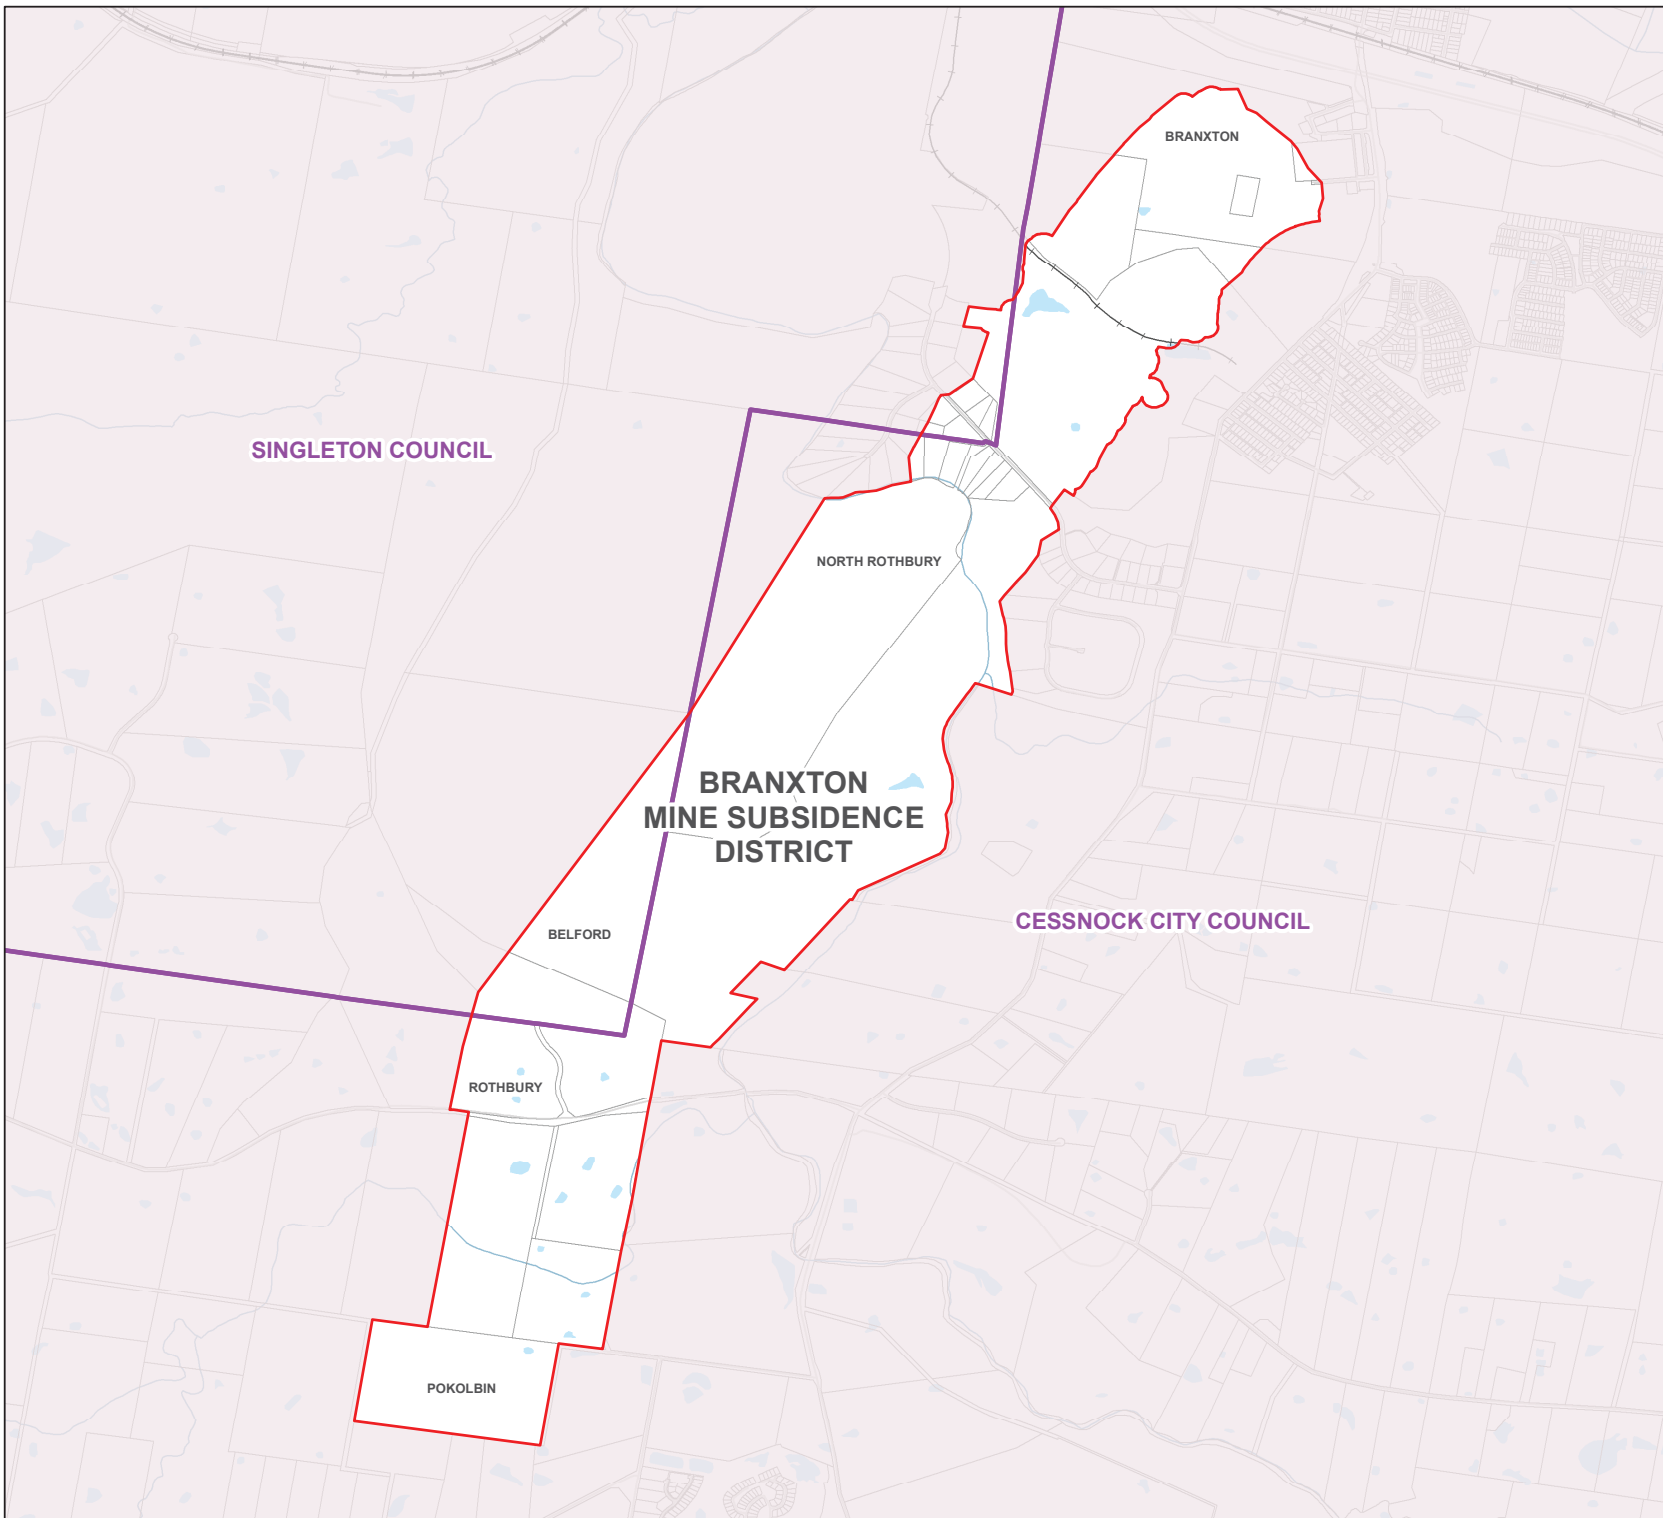 BRANXTON
SINGLETON COUNCIL
NORTH ROTHBURY
BRANXTON
MINE SUBSIDENCE
DISTRICT
CESSNOCK CITY COUNCIL
BELFORD
ROTHBURY
POKOLBIN